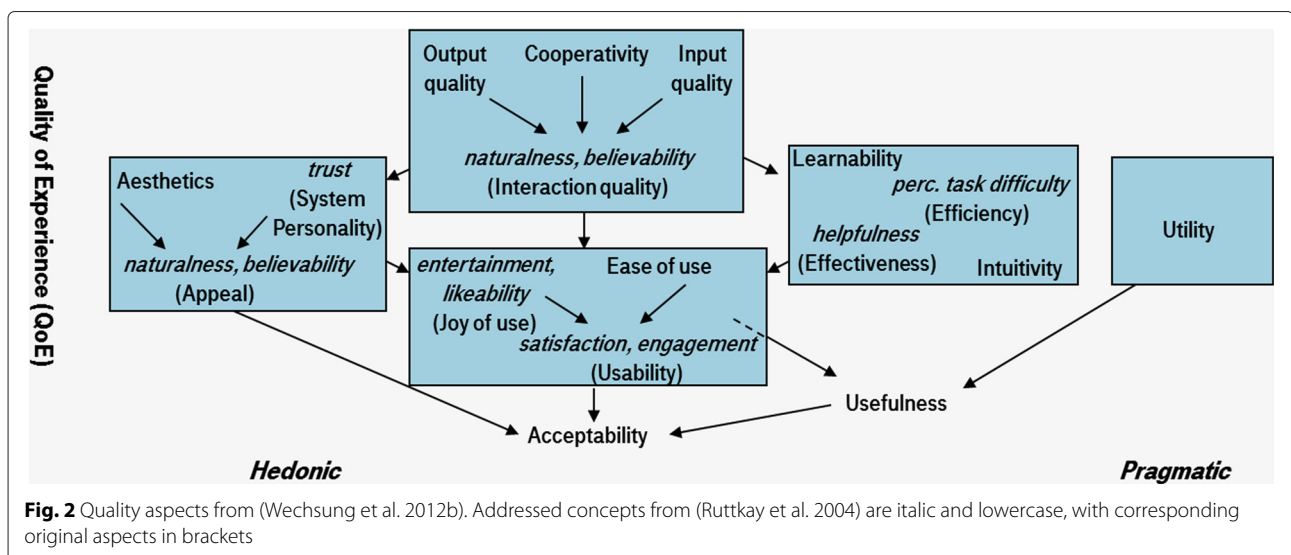 Quality of Experience (QoE)
Output
quality
Cooperativity
Input
quality
naturalness, believability
(Interaction quality)
Aesthetics
trust
(System
Personality)
naturalness, believability
(Appeal)
Learnability
perc. task difficulty
(Efficiency)
helpfulness
(Effectiveness)
Intuitivity
Utility
entertainment,
likeability
(Joy of use)
Ease of use
satisfaction, engagement
(Usability)
Usefulness
Acceptability
Hedonic
Pragmatic
Fig. 2 Quality aspects from (Wechsung et al. 2012b). Addressed concepts from (Ruttkay et al. 2004) are italic and lowercase, with corresponding
original aspects in brackets